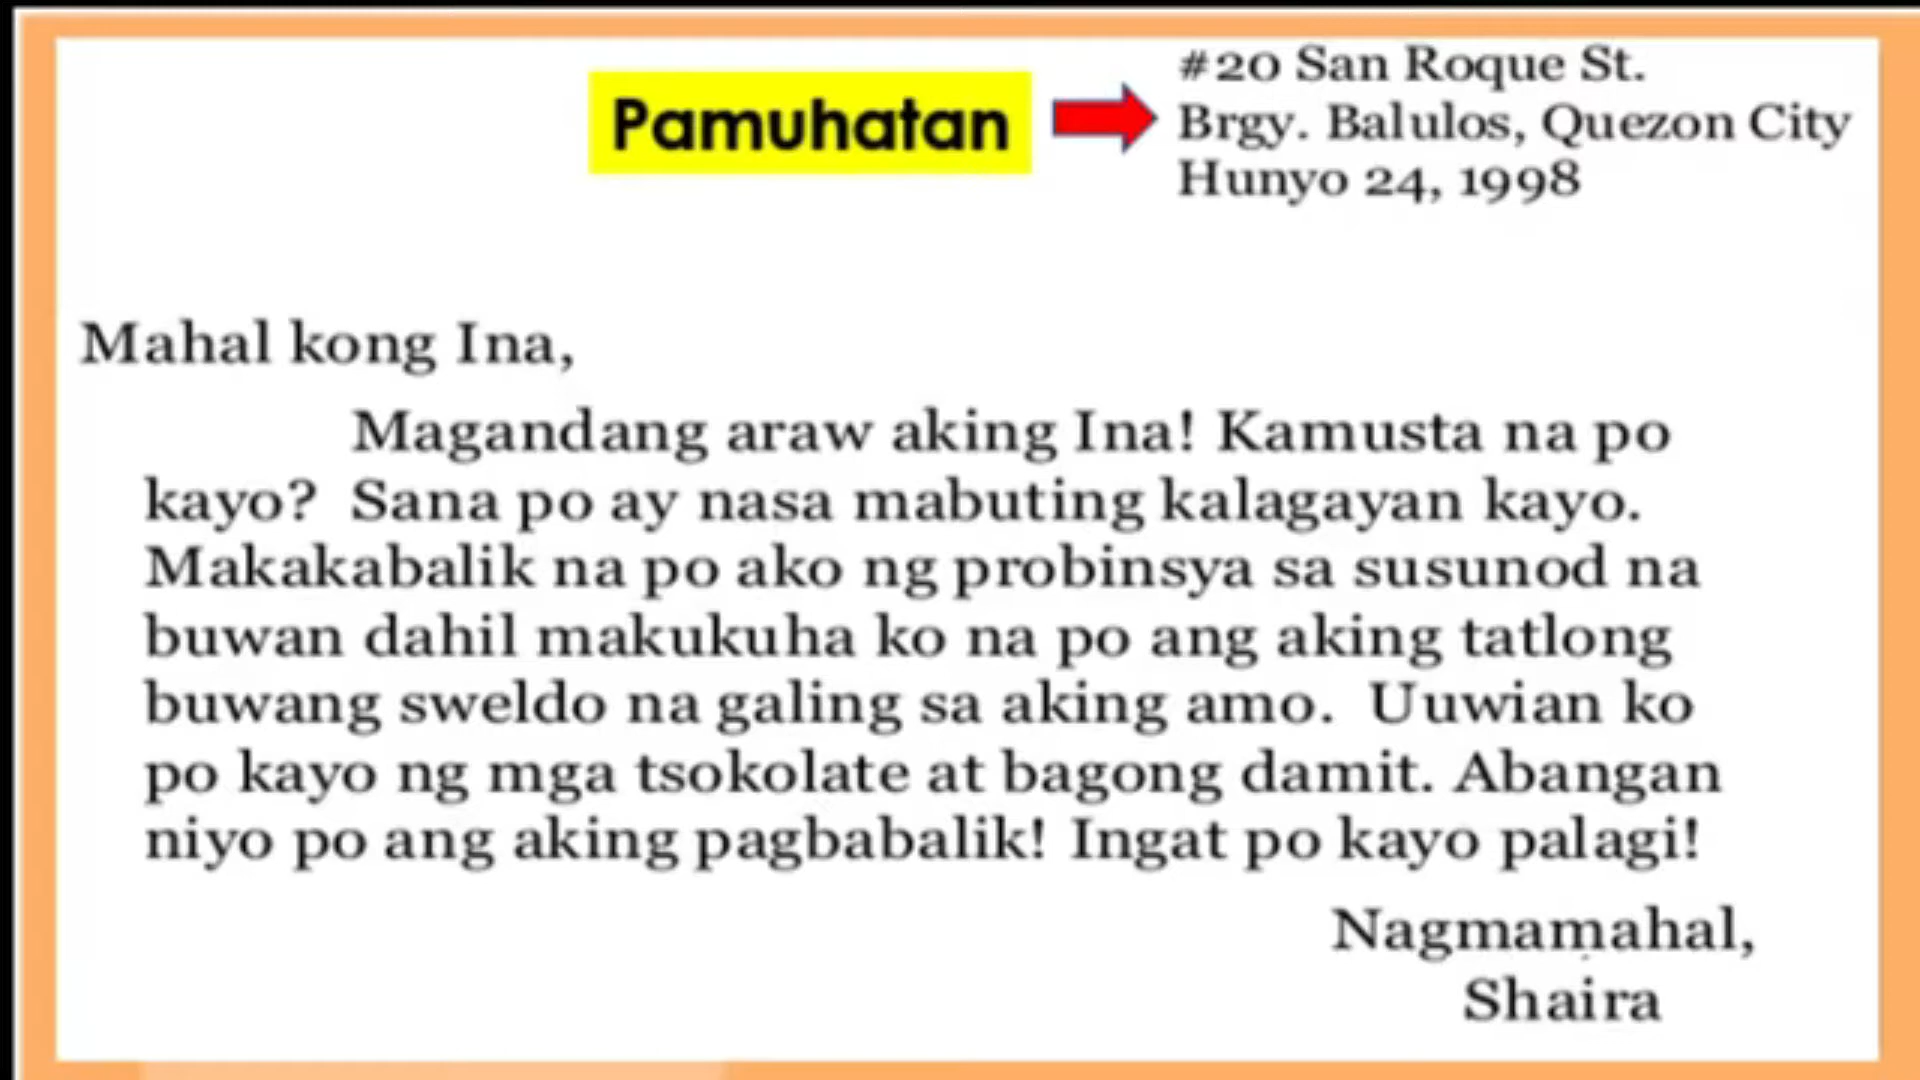 Pamuhatan
#20 San Roque St.
Brgy. Balulos, Quezon City
Hunyo 24, 1998
Mahal kong Ina,
Magandang araw aking Ina! Kamusta na po
kayo? Sana po ay nasa mabuting kalagayan kayo.
Makakabalik na po ako ng probinsya sa susunod na
buwan dahil makukuha ko na po ang aking tatlong
buwang sweldo na galing sa aking amo. Uuwian ko
po kayo ng mga tsokolate at bagong damit. Abangan
niyo po ang aking pagbabalik! Ingat po kayo palagi!
Nagmamahal,
Shaira